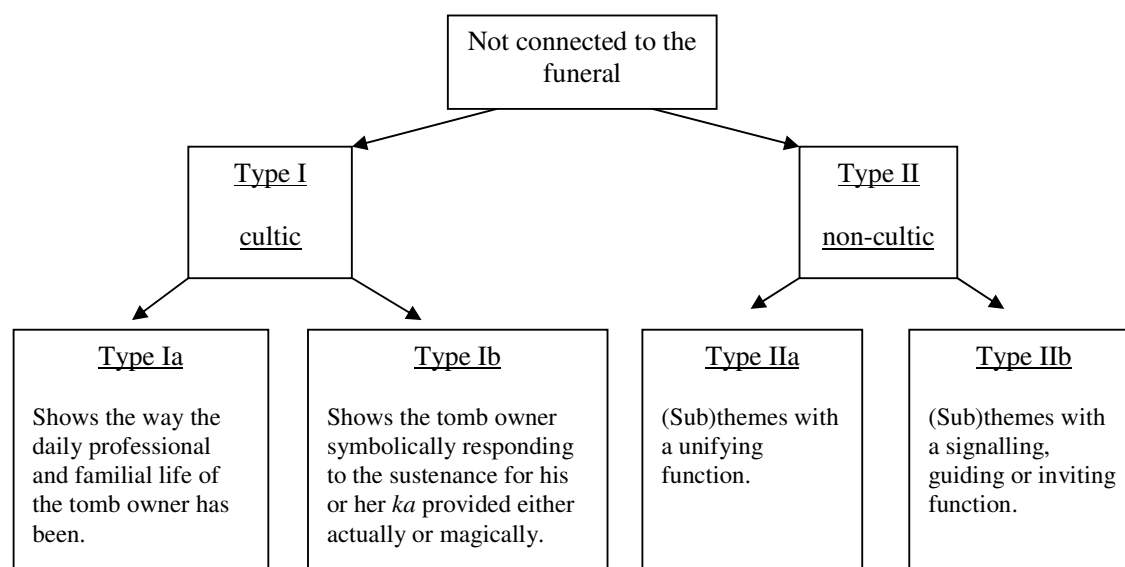 Not connected to the
funeral
Type I
cultic
Type II
non-cultic
Type Ia
Shows the way the
daily professional
and familial life of
the tomb owner has
been.
Type Ib
Shows the tomb owner
symbolically responding
to the sustenance for his
or her ka provided either
actually or magically.
Type IIa
(Sub)themes with
a unifying
function.
Type IIb
(Sub)themes with
a signalling,
guiding or inviting
function.